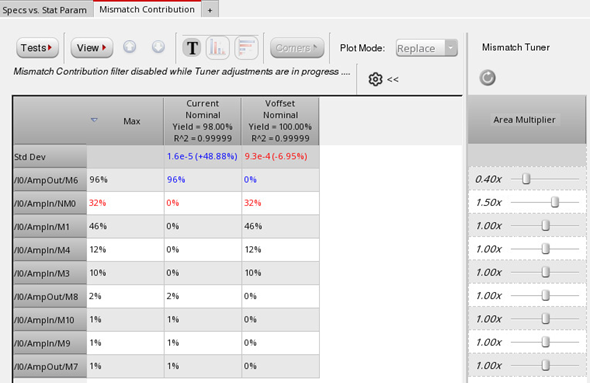 Specs vs. Stat Param Mismatch Contribution +
Tests View T Corners Plot Mode: Replace Mismatch Tuner
Mismatch Contribution filter disabled while Tuner adjustments are in progress ....
<<
Max Current Nominal Yield = 98.00% R^2 = 0.99999 Voffset Nominal Yield = 100.00% R^2 = 0.99999 Area Multiplier
Std Dev 1.6e-5 (+48.88%) 9.3e-4 (-6.95%)
/I0/AmpOut/M6 96% 96% 0% 0.40x
/I0/AmpIn/NM0 32% 0% 32% 1.50x
/I0/AmpIn/M1 46% 0% 46% 1.00x
/I0/AmpIn/M4 12% 0% 12% 1.00x
/I0/AmpIn/M3 10% 0% 10% 1.00x
/I0/AmpOut/M8 2% 2% 0% 1.00x
/I0/AmpIn/M10 1% 1% 0% 1.00x
/I0/AmpIn/M9 1% 1% 0% 1.00x
/I0/AmpOut/M7 1% 1% 0% 1.00x